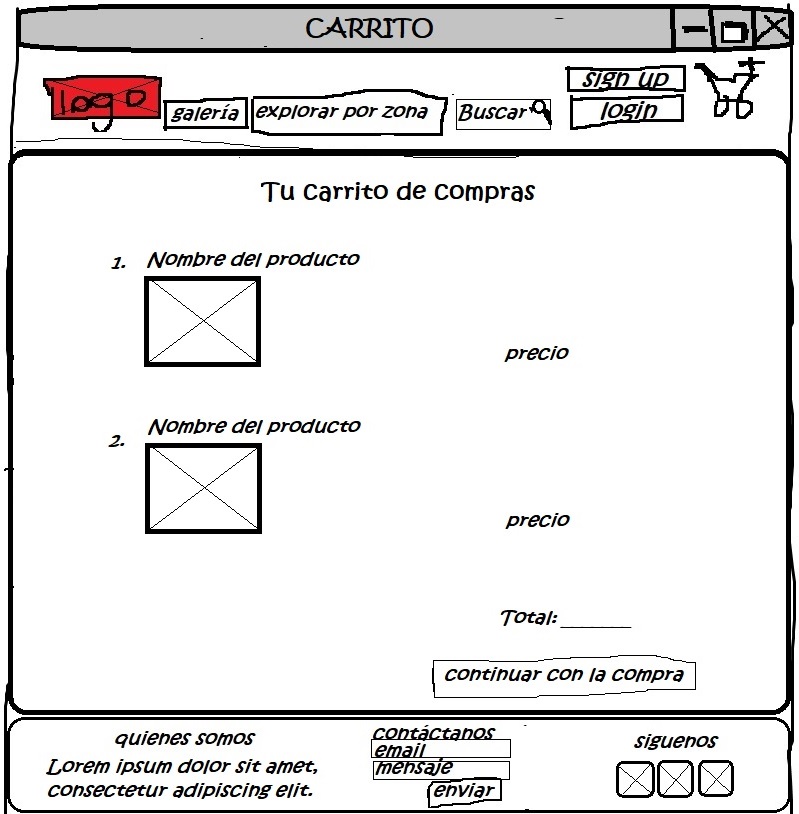 CARRITO
logo
galería
explorar por zona
Buscar
sign up
login
Tu carrito de compras
1. Nombre del producto
precio
2. Nombre del producto
precio
Total: _______
continuar con la compra
quienes somos
Lorem ipsum dolor sit amet,
consectetur adipiscing elit.
contáctanos
email
mensaje
enviar
siguenos